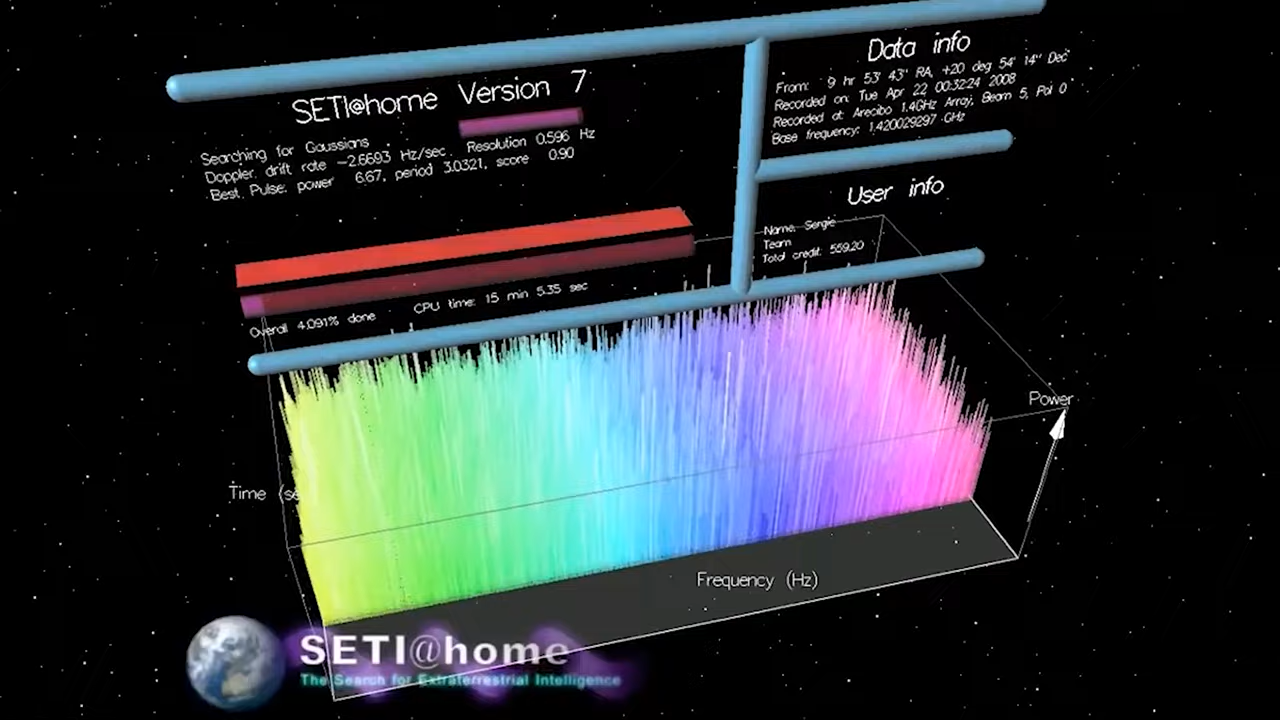 SETI@home Version 7
Searching for Gaussians
Doppler drift rate -2.6693 Hz/sec Resolution 0.596 Hz
Best Pulse: power 6.67, period 3.0321, score 0.90
Overall 4.091% done CPU time: 15 min 5.35 sec
Data info
From: 9 hr 53' 43" RA, +20 deg 54' 14" Dec
Recorded on: Tue Apr 22 00:32:24 2008
Recorded at: Arecibo 1.4GHz Array, Beam 5, Pol 0
Base frequency: 1.420029297 GHz
User info
Name: Sergie
Team
Total credit: 559.20
Power
Time (se
Frequency (Hz)
SETI@home
The Search for Extraterrestrial Intelligence